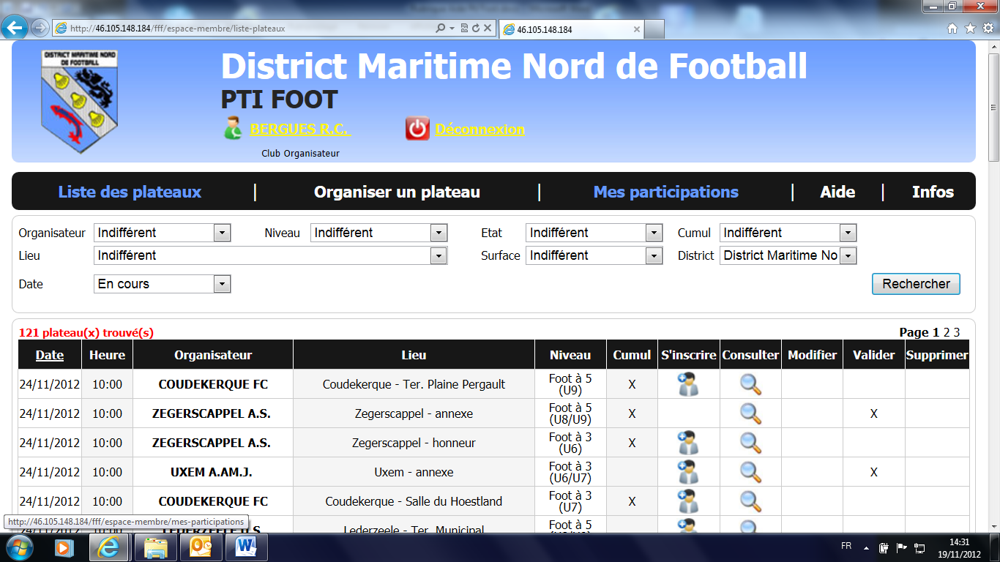 http://46.105.148.184/fff/espace-membre/liste-plateaux
46.105.148.184
DISTRICT MARITIME NORD
DE FOOTBALL
District Maritime Nord de Football
PTI FOOT
BERGUES R.C.
Déconnexion
Club Organisateur
Liste des plateaux | Organiser un plateau | Mes participations | Aide | Infos
Organisateur Indifférent Niveau Indifférent Etat Indifférent Cumul Indifférent
Lieu Indifférent Surface Indifférent District District Maritime No
Date En cours Rechercher
121 plateau(x) trouvé(s) Page 1 2 3
Date Heure Organisateur Lieu Niveau Cumul S'inscrire Consulter Modifier Valider Supprimer
24/11/2012 10:00 COUDEKERQUE FC Coudekerque - Ter. Plaine Pergault Foot à 5 X
(U9)
24/11/2012 10:00 ZEGERSCAPPEL A.S. Zegerscappel - annexe Foot à 5 X X
(U8/U9)
24/11/2012 10:00 ZEGERSCAPPEL A.S. Zegerscappel - honneur Foot à 3 X
(U6)
24/11/2012 10:00 UXEM A.AM.J. Uxem - annexe Foot à 3 X
(U6/U7)
24/11/2012 10:00 COUDEKERQUE FC Coudekerque - Salle du Hoestland Foot à 3 X
(U7)
http://46.105.148.184/fff/espace-membre/mes-participations
Lederzeele - Ter. Municipal Foot à 5
FR 14:31
19/11/2012